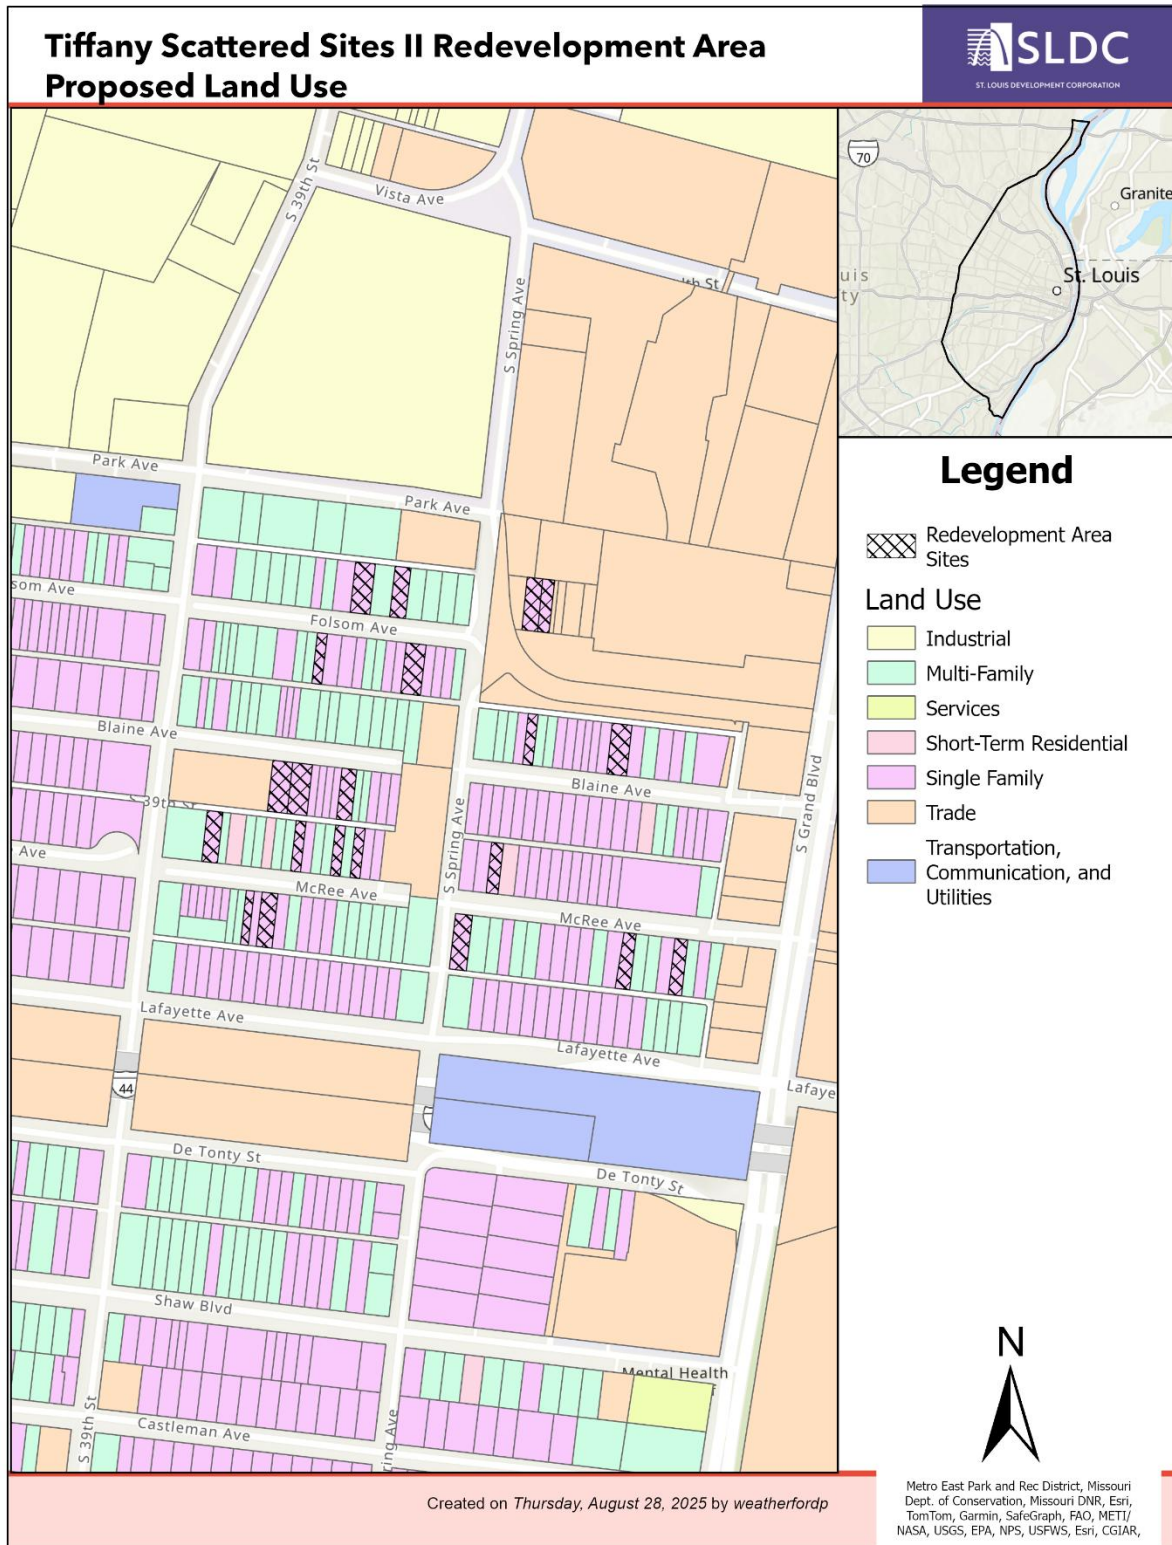 Tiffany Scattered Sites II Redevelopment Area
Proposed Land Use
SLDC
ST. LOUIS DEVELOPMENT CORPORATION
S 39th St
Vista Ave
S Spring Ave
St
70
Granite
St. Louis
Park Ave
Park Ave
Folsom Ave
Blaine Ave
Blaine Ave
S 39th St
S Grand Blvd
S Spring Ave
Ave
McRee Ave
McRee Ave
Lafayette Ave
Lafayette Ave
Lafaye
44
De Tonty St
De Tonty St
Shaw Blvd
Mental Health
Castleman Ave
S 39th St
ring Ave
Legend
Redevelopment Area
Sites
Land Use
Industrial
Multi-Family
Services
Short-Term Residential
Single Family
Trade
Transportation,
Communication, and
Utilities
N
Created on Thursday, August 28, 2025 by weatherfordp
Metro East Park and Rec District, Missouri
Dept. of Conservation, Missouri DNR, Esri,
TomTom, Garmin, SafeGraph, FAO, METI/
NASA, USGS, EPA, NPS, USFWS, Esri, CGIAR,